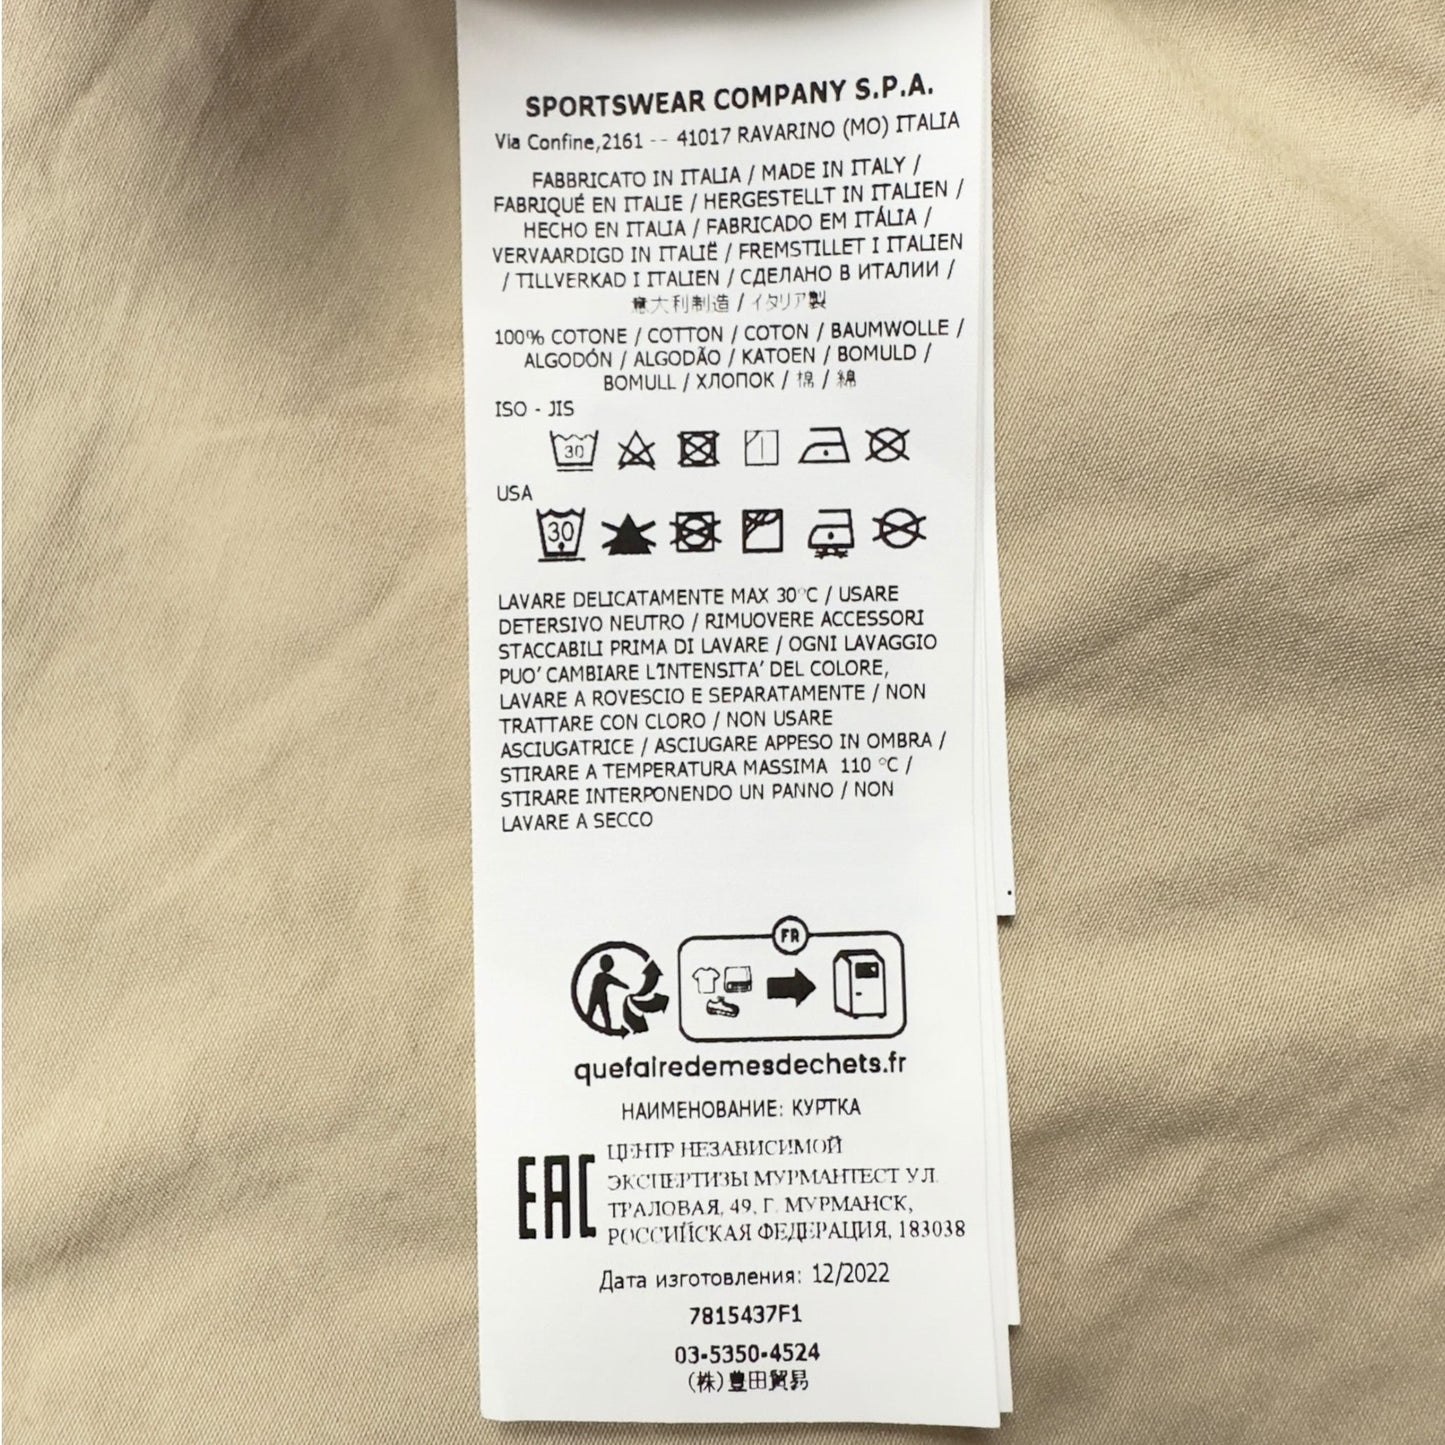 SPORTSWEAR COMPANY S.P.A.
Via Confine,2161 -- 41017 RAVARINO (MO) ITALIA
FABBRICATO IN ITALIA / MADE IN ITALY /
FABRIQUÉ EN ITALIE / HERGESTELLT IN ITALIEN /
HECHO EN ITALIA / FABRICADO EM ITÁLIA /
VERVAARDIGD IN ITALIË / FREMSTILLET I ITALIEN
/ TILLVERKAD I ITALIEN / СДЕЛАНО В ИТАЛИИ /
意大利制造 / イタリア製
100% COTONE / COTTON / COTON / BAUMWOLLE /
ALGODÓN / ALGODÃO / KATOEN / BOMULD /
BOMULL / ХЛОПОК / 棉 / 綿
ISO - JIS
30
USA
30
LAVARE DELICATAMENTE MAX 30°C / USARE
DETERSIVO NEUTRO / RIMUOVERE ACCESSORI
STACCABILI PRIMA DI LAVARE / OGNI LAVAGGIO
PUO' CAMBIARE L'INTENSITA' DEL COLORE,
LAVARE A ROVESCIO E SEPARATAMENTE / NON
TRATTARE CON CLORO / NON USARE
ASCIUGATRICE / ASCIUGARE APPESO IN OMBRA /
STIRARE A TEMPERATURA MASSIMA 110 °C /
STIRARE INTERPONENDO UN PANNO / NON
LAVARE A SECCO
FR
quefairedemesdechets.fr
НАИМЕНОВАНИЕ: КУРТКА
EAC
ЦЕНТР НЕЗАВИСИМОЙ
ЭКСПЕРТИЗЫ МУРМАНТЕСТ УЛ.
ТРАЛОВАЯ, 49, Г. МУРМАНСК,
РОССИЙСКАЯ ФЕДЕРАЦИЯ, 183038
Дата изготовления: 12/2022
7815437F1
03-5350-4524
(株)豊田貿易